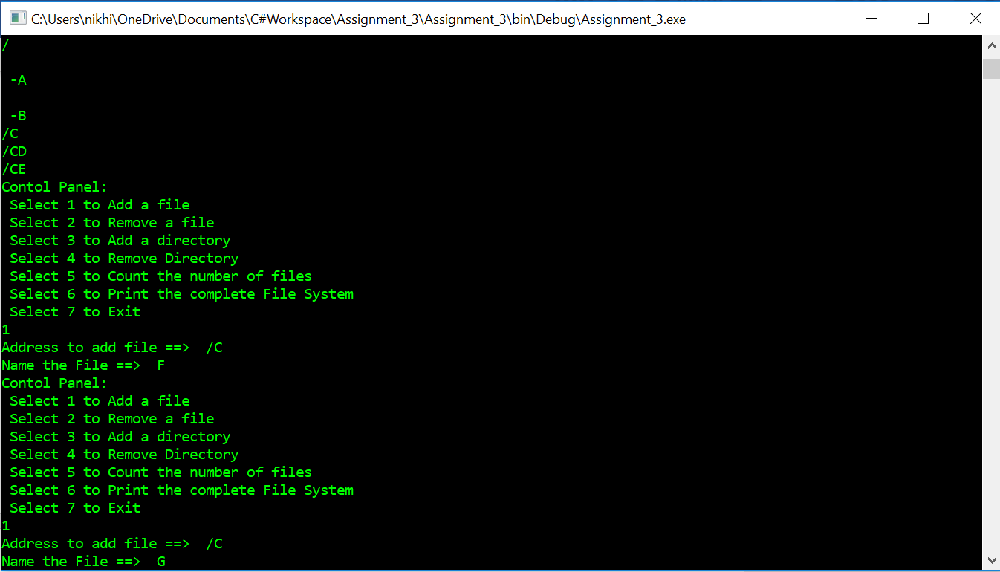 C:\Users\nikhi\OneDrive\Documents\C#Workspace\Assignment_3\Assignment_3\bin\Debug\Assignment_3.exe
/
-A
-B
/C
/CD
/CE
Contol Panel:
Select 1 to Add a file
Select 2 to Remove a file
Select 3 to Add a directory
Select 4 to Remove Directory
Select 5 to Count the number of files
Select 6 to Print the complete File System
Select 7 to Exit
1
Address to add file ==>  /C
Name the File ==>  F
Contol Panel:
Select 1 to Add a file
Select 2 to Remove a file
Select 3 to Add a directory
Select 4 to Remove Directory
Select 5 to Count the number of files
Select 6 to Print the complete File System
Select 7 to Exit
1
Address to add file ==>  /C
Name the File ==>  G